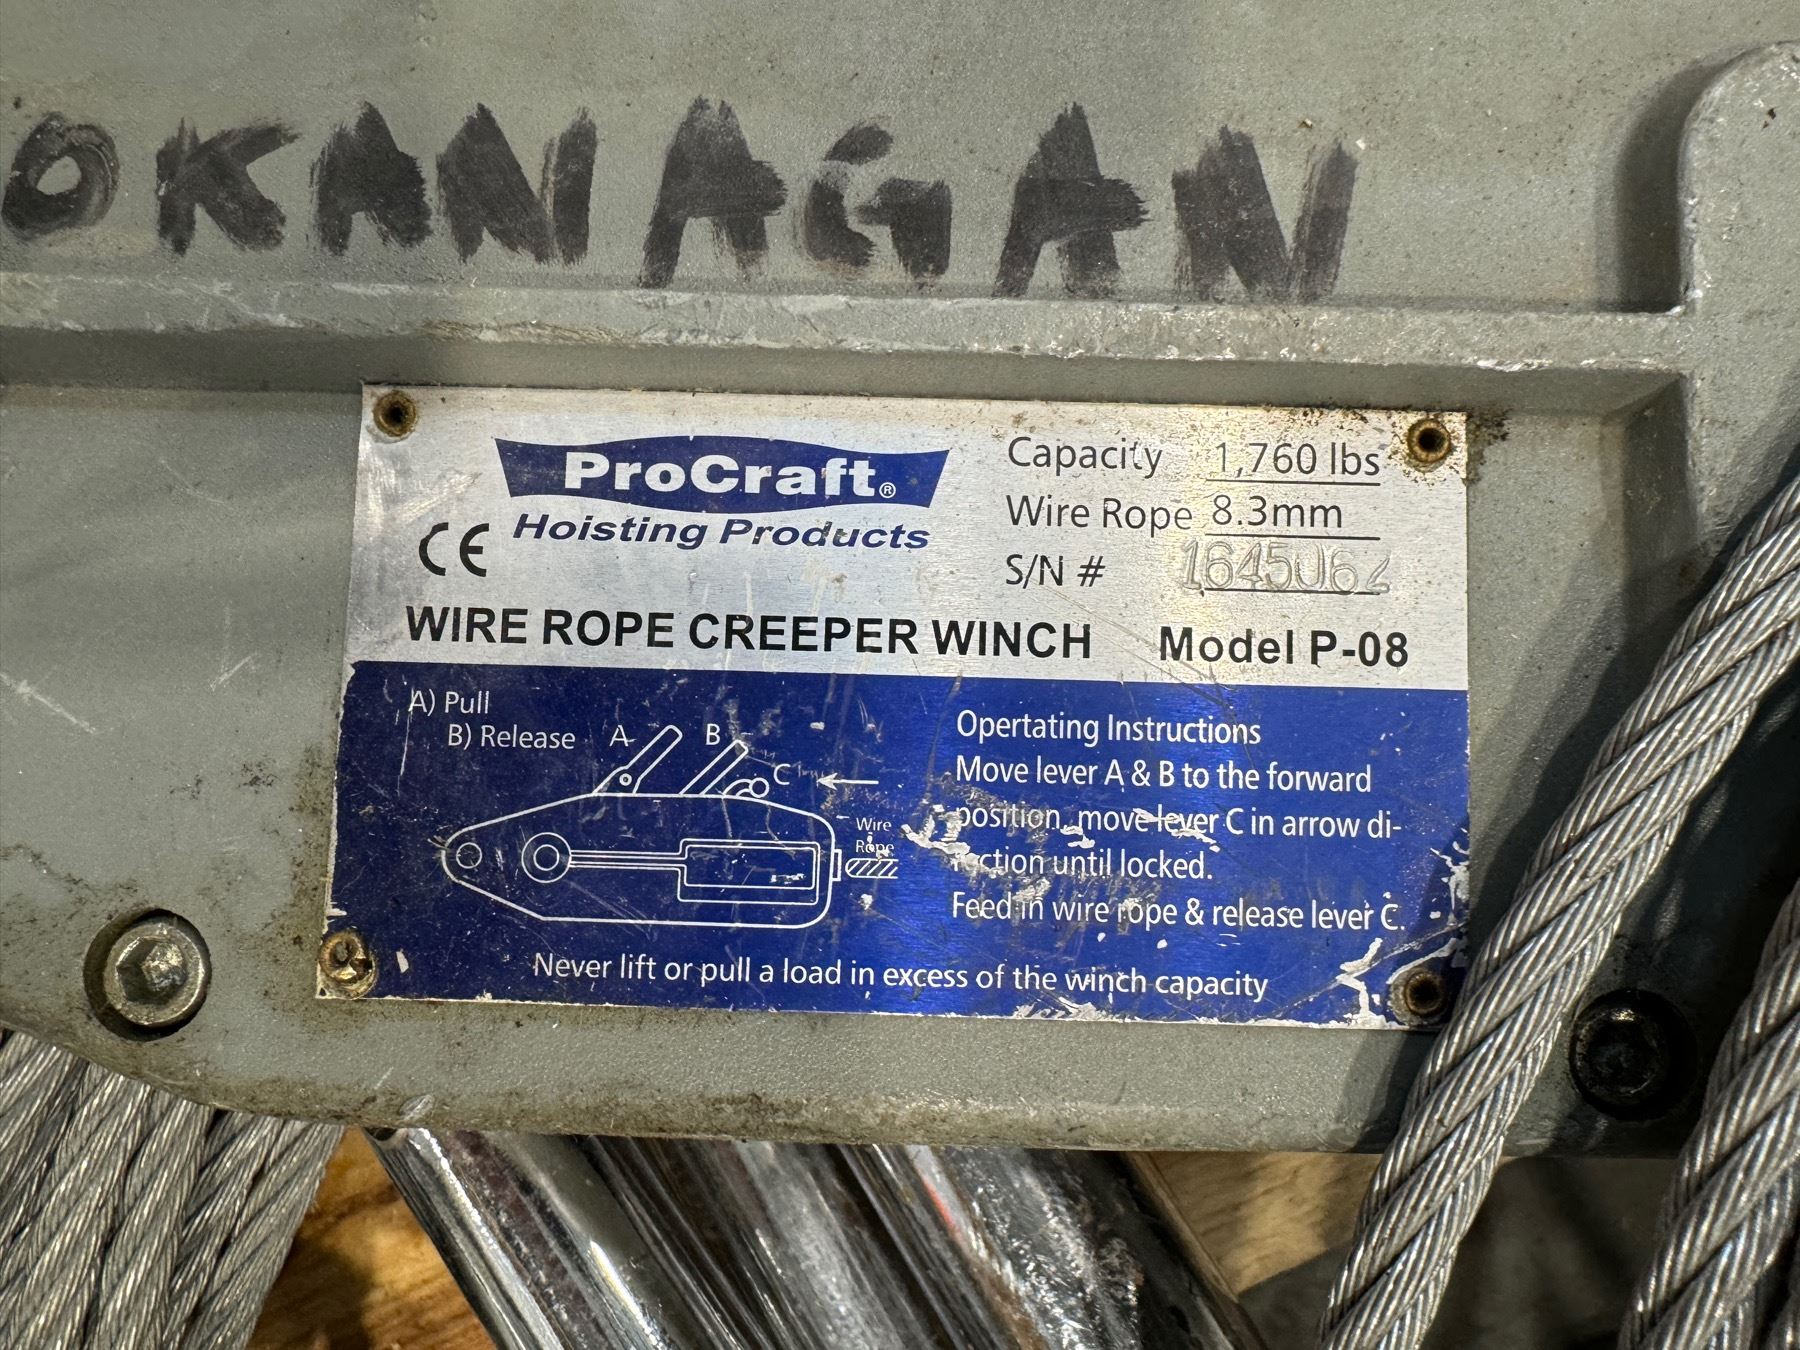 OKANAGAN
ProCraft®
Hoisting Products
CE
Capacity 1,760 lbs
Wire Rope 8.3mm
S/N # 1645062
WIRE ROPE CREEPER WINCH Model P-08
A) Pull
B) Release
A B C
Wire
Rope
Opertating Instructions
Move lever A & B to the forward
position, move lever C in arrow di-
rection until locked.
Feed in wire rope & release lever C.
Never lift or pull a load in excess of the winch capacity